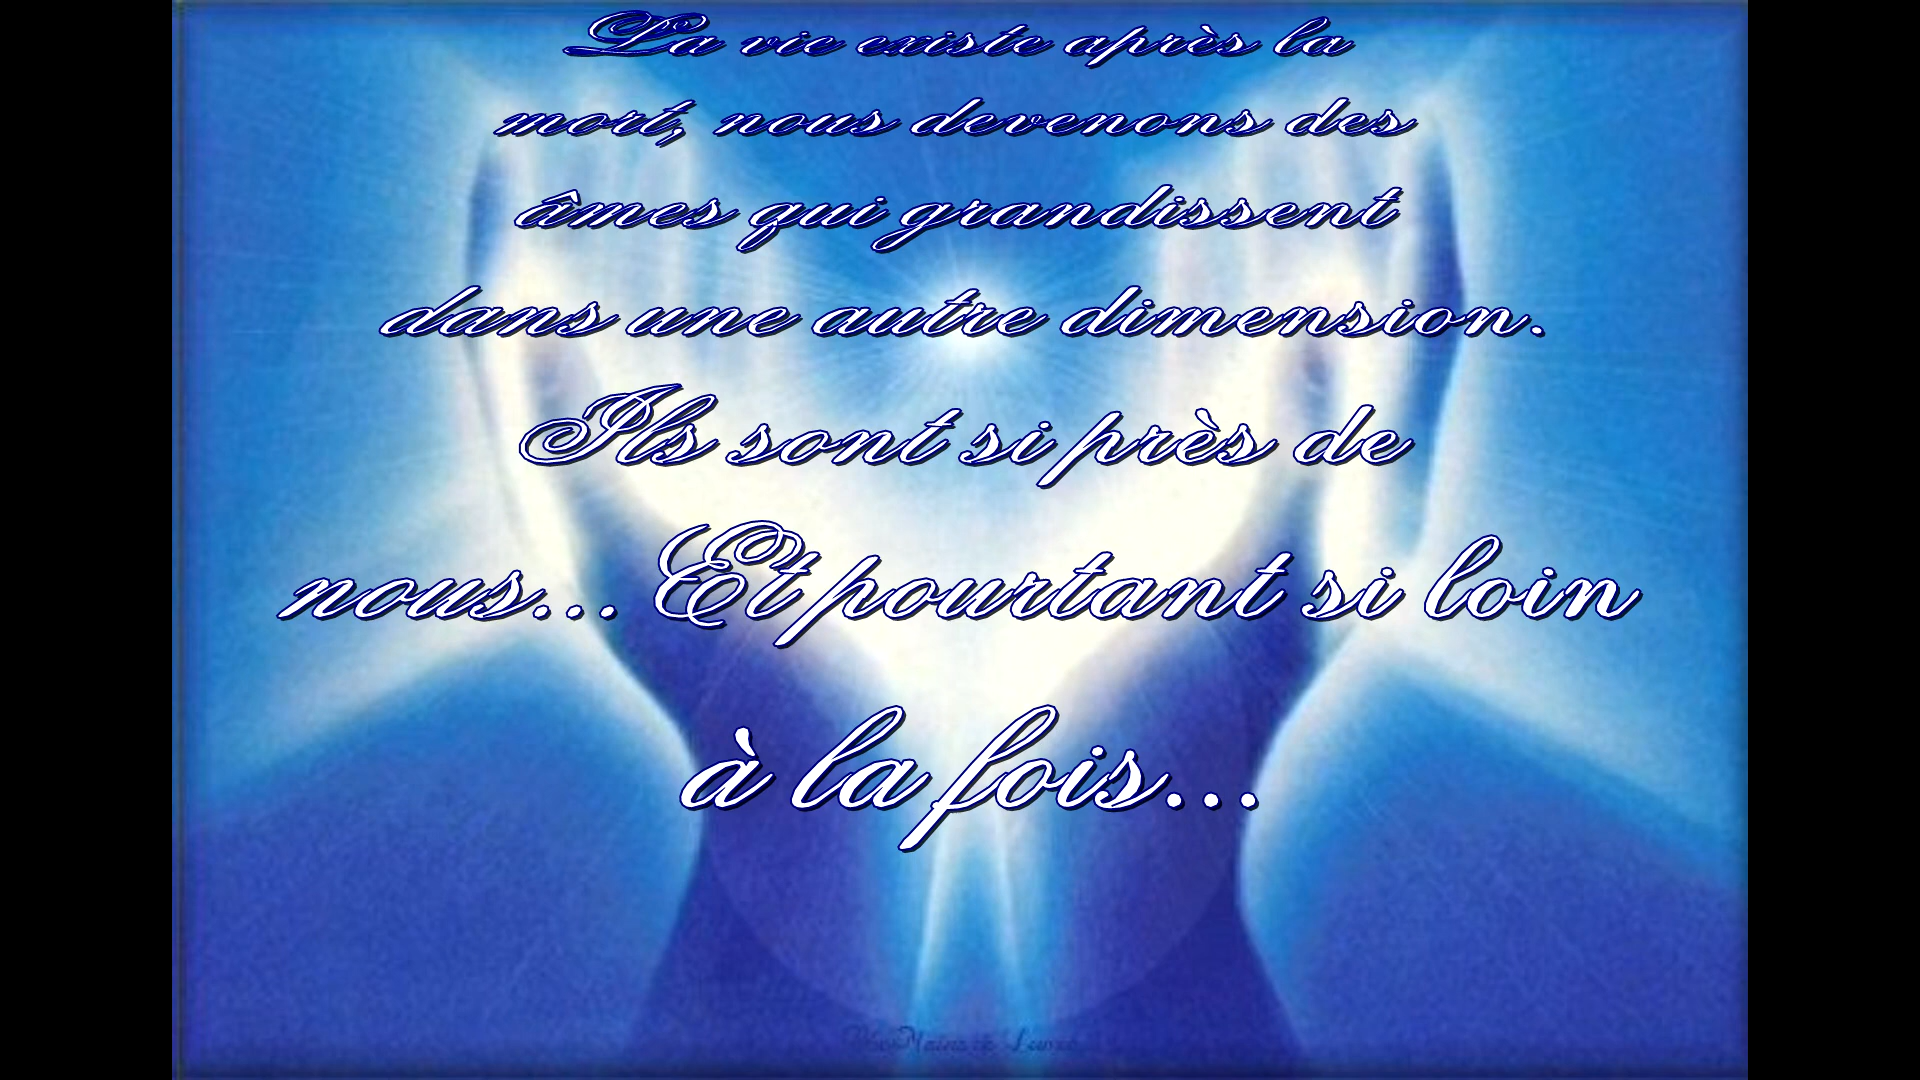 La vie existe après la
mort, nous devenons des
âmes qui grandissent
dans une autre dimension.
Ils sont si près de
nous... Et pourtant si loin
à la fois...